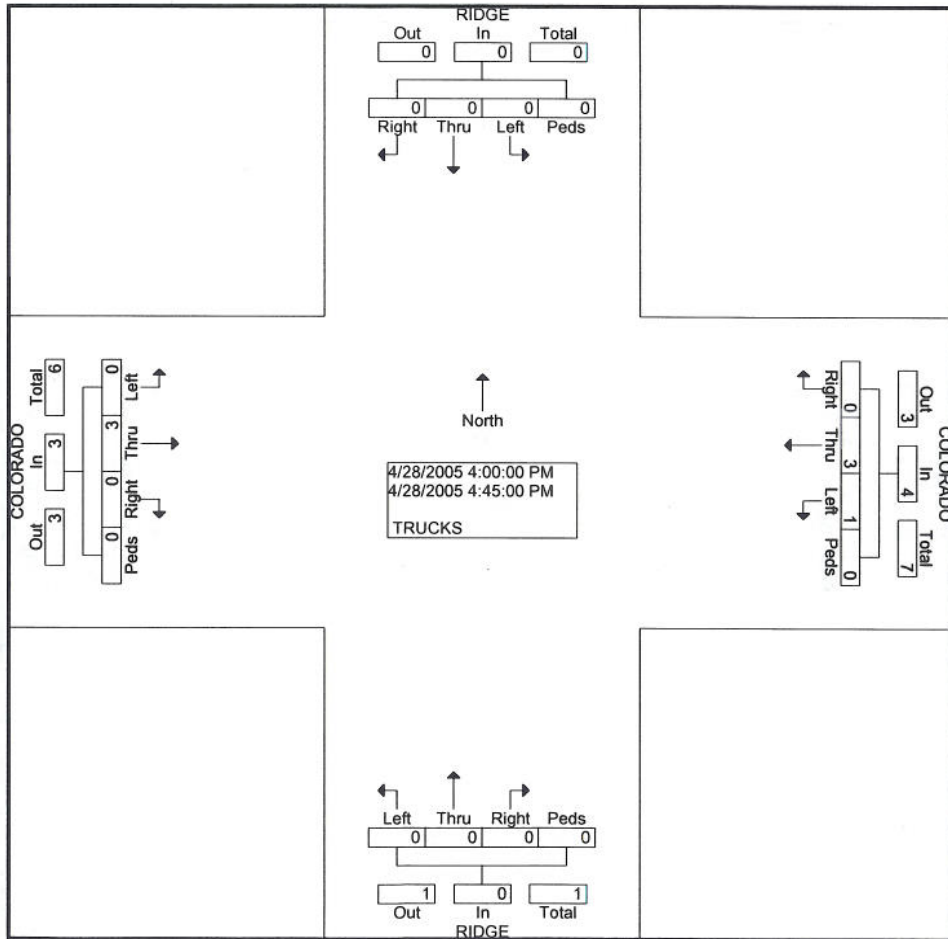 RIDGE
Out In Total
0 0 0
0 0 0 0
Right Thru Left Peds
COLORADO
Total In Out
6 3 3
0 3 0 0
Left Thru Right Peds
North
4/28/2005 4:00:00 PM
4/28/2005 4:45:00 PM
TRUCKS
Right Thru Left Peds
0 3 1 0
Out In Total
3 4 7
COLORADO
Left Thru Right Peds
0 0 0 0
1 0 1
Out In Total
RIDGE